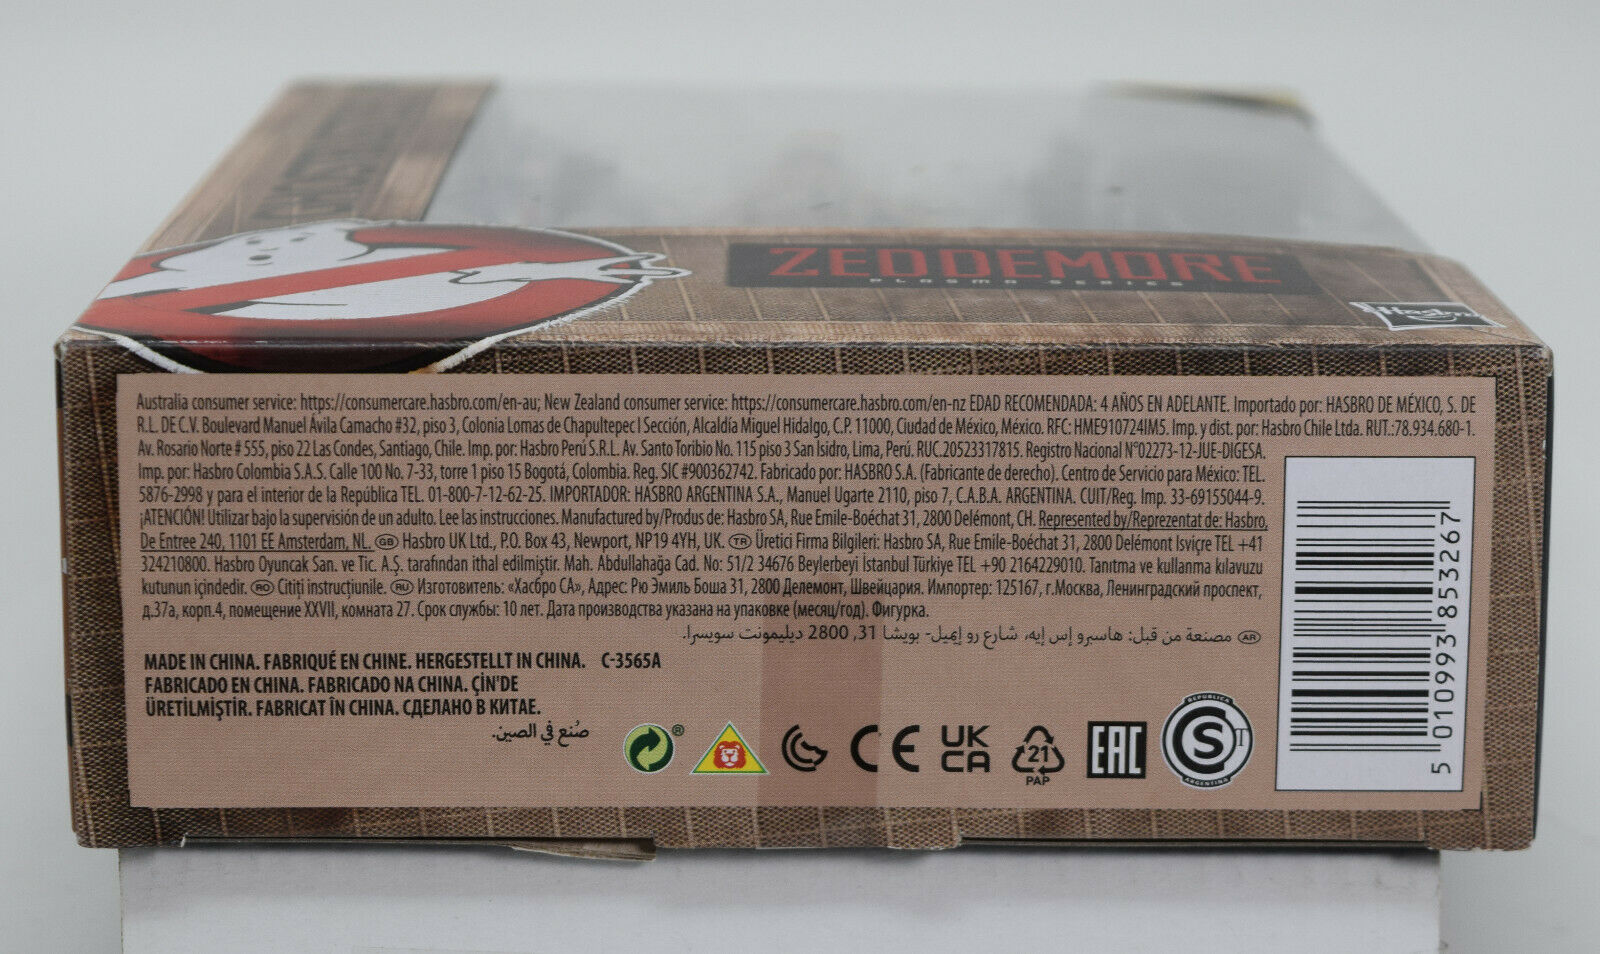 ZEDDEMORE
PLASMA SERIES
Hasbro
Australia consumer service: https://consumercare.hasbro.com/en-au; New Zealand consumer service: https://consumercare.hasbro.com/en-nz EDAD RECOMENDADA: 4 AÑOS EN ADELANTE. Importado por: HASBRO DE MÉXICO, S. DE
R.L. DE C.V. Boulevard Manuel Ávila Camacho #32, piso 3, Colonia Lomas de Chapultepec I Sección, Alcaldía Miguel Hidalgo, C.P. 11000, Ciudad de México, México. RFC: HME910724IM5. Imp. y dist. por: Hasbro Chile Ltda. RUT.:78.934.680-1.
Av. Rosario Norte # 555, piso 22 Las Condes, Santiago, Chile. Imp. por: Hasbro Perú S.R.L. Av. Santo Toribio No. 115 piso 3 San Isidro, Lima, Perú. RUC.20523317815. Registro Nacional N°02273-12-JUE-DIGESA.
Imp. por: Hasbro Colombia S.A.S. Calle 100 No. 7-33, torre 1 piso 15 Bogotá, Colombia. Reg. SIC #900362742. Fabricado por: HASBRO S.A. (Fabricante de derecho). Centro de Servicio para México: TEL.
5876-2998 y para el interior de la República TEL. 01-800-7-12-62-25. IMPORTADOR: HASBRO ARGENTINA S.A., Manuel Ugarte 2110, piso 7, C.A.B.A. ARGENTINA. CUIT/Reg. Imp. 33-69155044-9.
¡ATENCIÓN! Utilizar bajo la supervisión de un adulto. Lee las instrucciones. Manufactured by/Produs de: Hasbro SA, Rue Emile-Boéchat 31, 2800 Delémont, CH. Represented by/Reprezentat de: Hasbro,
De Entree 240, 1101 EE Amsterdam, NL. GB Hasbro UK Ltd., P.O. Box 43, Newport, NP19 4YH, UK. TR Üretici Firma Bilgileri: Hasbro SA, Rue Emile-Boéchat 31, 2800 Delémont Isviçre TEL +41
324210800. Hasbro Oyuncak San. ve Tic. A.Ş. tarafından ithal edilmiştir. Mah. Abdullahağa Cad. No: 51/2 34676 Beylerbeyi İstanbul Türkiye TEL +90 2164229010. Tanıtma ve kullanma kılavuzu
kutunun içindedir. RO Citiți instrucțiunile. RU Изготовитель: «Хасбро СА», Адрес: Рю Эмиль Боша 31, 2800 Делемонт, Швейцария. Импортер: 125167, г.Москва, Ленинградский проспект,
д.37а, корп.4, помещение XXVII, комната 27. Срок службы: 10 лет. Дата производства указана на упаковке (месяц/год). Фигурка.
AR مصنعة من قبل: هاسبرو إس إيه، شارع رو إيميل- بويشا 31, 2800 ديليمونت سويسرا.
MADE IN CHINA. FABRIQUÉ EN CHINE. HERGESTELLT IN CHINA. C-3565A
FABRICADO EN CHINA. FABRICADO NA CHINA. ÇİN'DE
ÜRETİLMİŞTİR. FABRICAT ÎN CHINA. СДЕЛАНО В КИТАЕ.
صُنع في الصين.
®
CE
UK
CA
21
PAP
EAC
REPUBLICA
S T
ARGENTINA
5 010993 853267